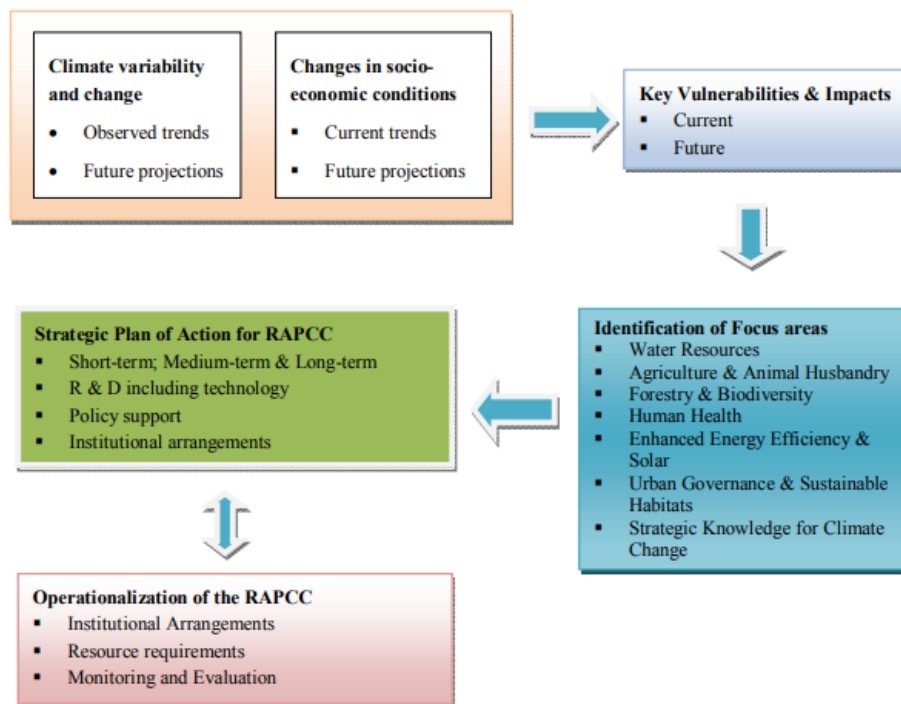 Climate variability
and change
• Observed trends
• Future projections
Changes in socio-
economic conditions
▪ Current trends
▪ Future projections
Key Vulnerabilities & Impacts
▪ Current
▪ Future
Identification of Focus areas
▪ Water Resources
▪ Agriculture & Animal Husbandry
▪ Forestry & Biodiversity
▪ Human Health
▪ Enhanced Energy Efficiency &
Solar
▪ Urban Governance & Sustainable
Habitats
▪ Strategic Knowledge for Climate
Change
Strategic Plan of Action for RAPCC
▪ Short-term; Medium-term & Long-term
▪ R & D including technology
▪ Policy support
▪ Institutional arrangements
Operationalization of the RAPCC
▪ Institutional Arrangements
▪ Resource requirements
▪ Monitoring and Evaluation